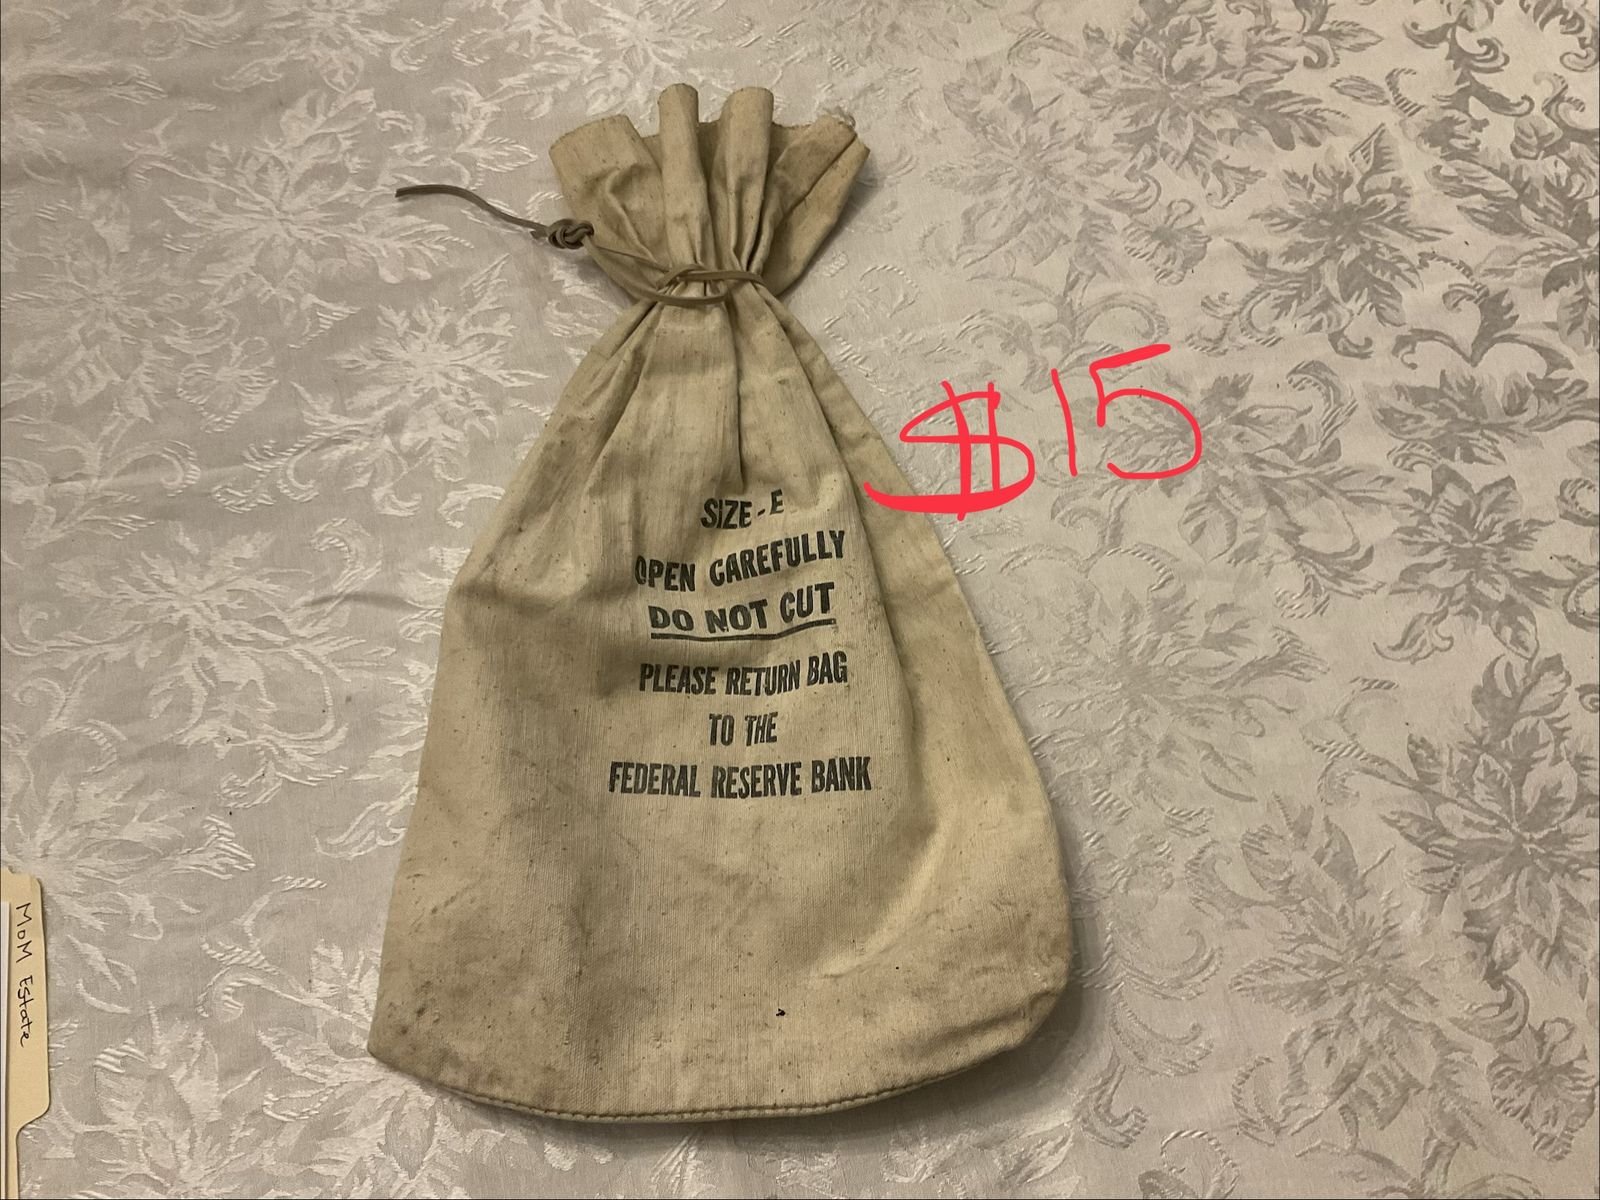 $15
SIZE-E
OPEN CAREFULLY
DO NOT CUT
PLEASE RETURN BAG
TO THE
FEDERAL RESERVE BANK
MOM Estate